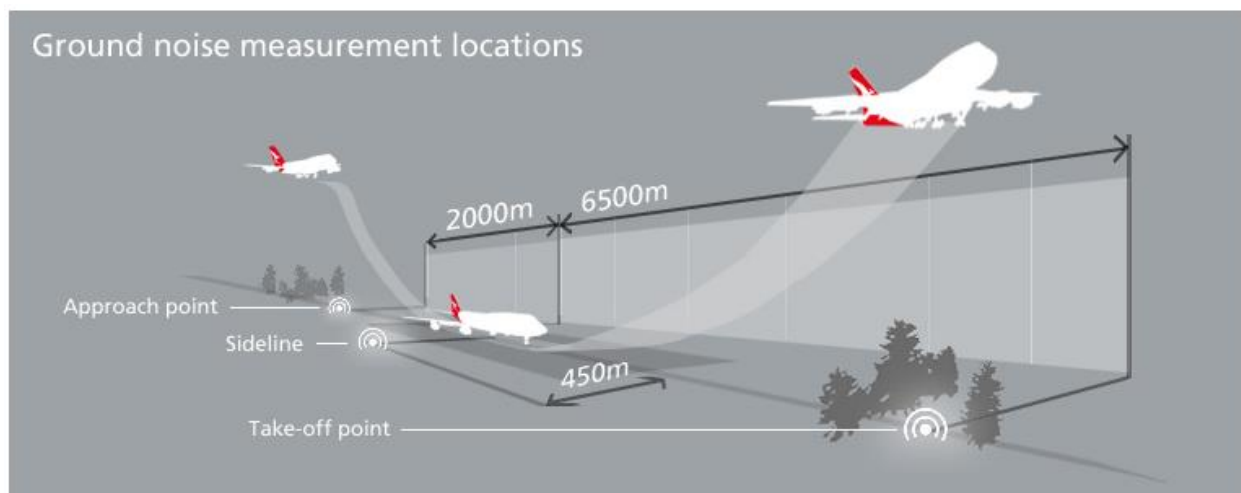 Ground noise measurement locations
2000m
6500m
Approach point
Sideline
450m
Take-off point